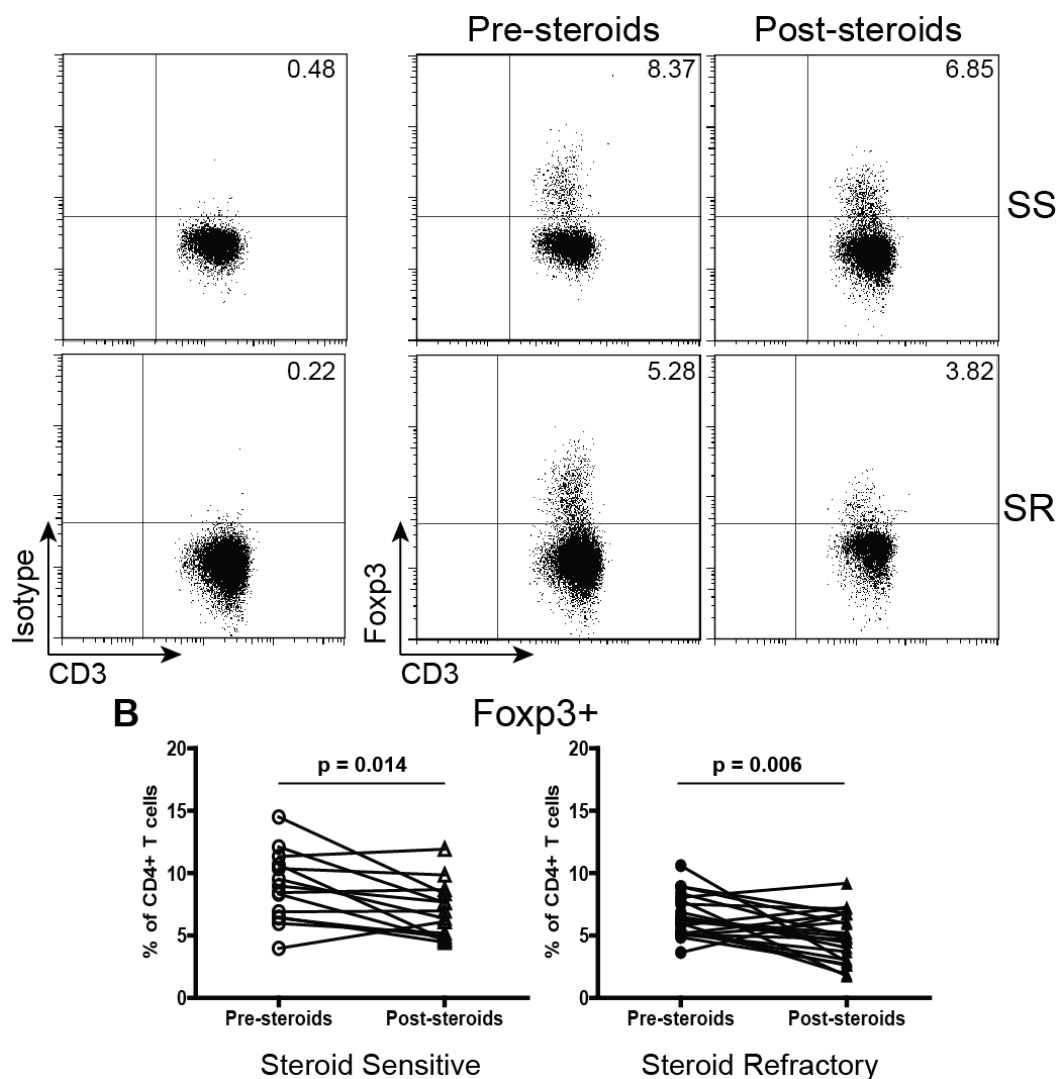 Pre-steroids Post-steroids
0.48 8.37 6.85
SS
0.22 5.28 3.82
SR
Isotype
Foxp3
CD3 CD3
B Foxp3+
20 p = 0.014 20 p = 0.006
15 15
% of CD4+ T cells % of CD4+ T cells
10 10
5 5
0 0
Pre-steroids Post-steroids Pre-steroids Post-steroids
Steroid Sensitive Steroid Refractory